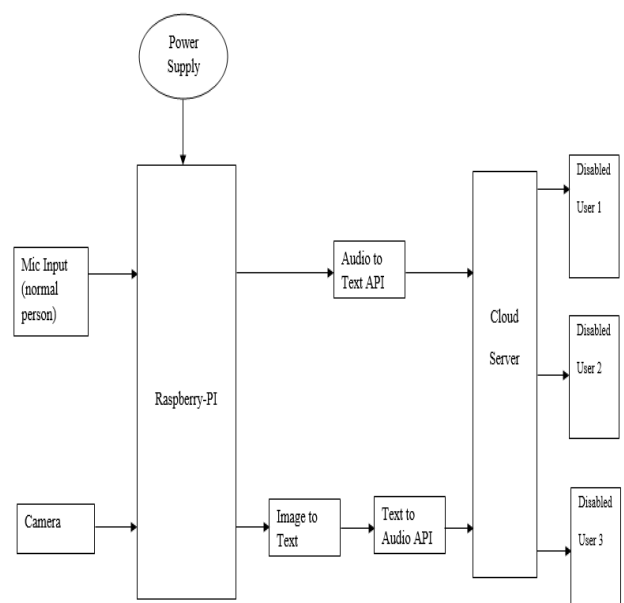 Power
Supply
Mic Input
(normal
person)
Camera
Raspberry-PI
Audio to
Text API
Image to
Text
Text to
Audio API
Cloud
Server
Disabled
User 1
Disabled
User 2
Disabled
User 3